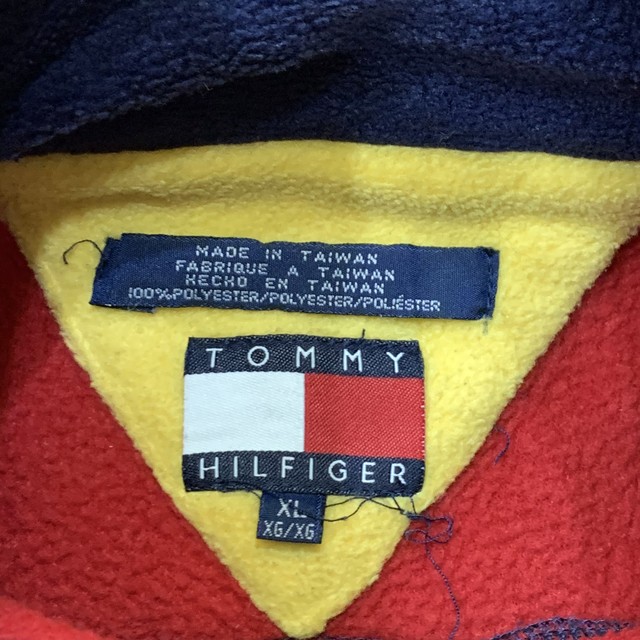 MADE IN TAIWAN
FABRIQUE A TAIWAN
HECHO EN TAIWAN
100%POLYESTER/POLYESTER/POLIÉSTER
TOMMY
HILFIGER
XL
XG/XG